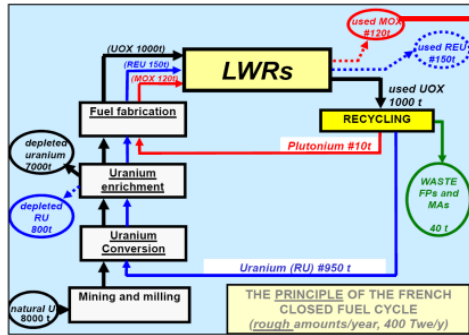 used MOX
#120t
(UOX 1000t)
(REU 150t)
(MOX 120t)
LWRs
used REU
#150t
used UOX
1000 t
Fuel fabrication
RECYCLING
depleted
uranium
7000t
Plutonium #10t
Uranium
enrichment
WASTE
FPs and
MAs
40 t
depleted
RU
800t
Uranium
Conversion
Uranium (RU) #950 t
natural U
8000 t
Mining and milling
THE PRINCIPLE OF THE FRENCH
CLOSED FUEL CYCLE
(rough amounts/year, 400 Twe/y)